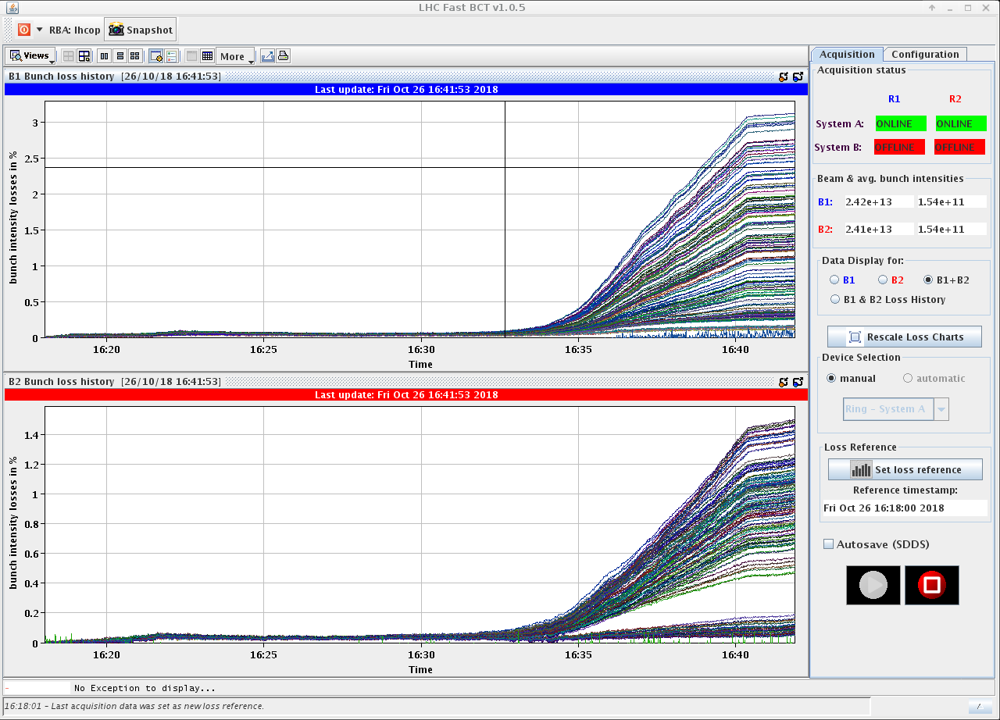 LHC Fast BCT v1.0.5
RBA: lhcop Snapshot
Views More
B1 Bunch loss history [26/10/18 16:41:53]
Last update: Fri Oct 26 16:41:53 2018
bunch intensity losses in %
3
2.5
2
1.5
1
0.5
0
16:20 16:25 16:30 16:35 16:40
Time
B2 Bunch loss history [26/10/18 16:41:53]
Last update: Fri Oct 26 16:41:53 2018
bunch intensity losses in %
1.4
1.2
1
0.8
0.6
0.4
0.2
0
16:20 16:25 16:30 16:35 16:40
Time
Acquisition Configuration
Acquisition status
R1 R2
System A: ONLINE ONLINE
System B: OFFLINE OFFLINE
Beam & avg. bunch intensities
B1: 2.42e+13 1.54e+11
B2: 2.41e+13 1.54e+11
Data Display for:
B1 B2 B1+B2
B1 & B2 Loss History
Rescale Loss Charts
Device Selection
manual automatic
Ring - System A
Loss Reference
Set loss reference
Reference timestamp:
Fri Oct 26 16:18:00 2018
Autosave (SDDS)
- No Exception to display...
16:18:01 - Last acquisition data was set as new loss reference.